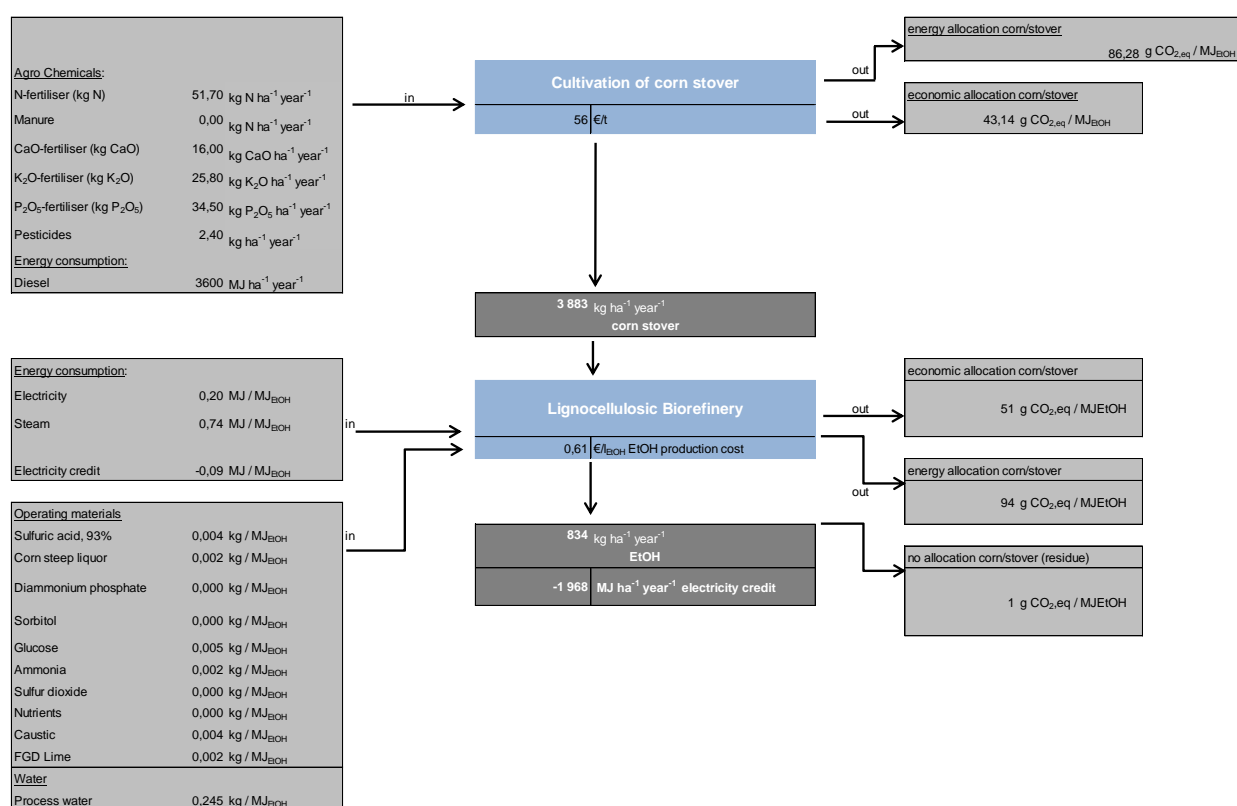 Agro Chemicals:
N-fertiliser (kg N) 51,70 kg N ha-1 year-1
Manure 0,00 kg N ha-1 year-1
CaO-fertiliser (kg CaO) 16,00 kg CaO ha-1 year-1
K2O-fertiliser (kg K2O) 25,80 kg K2O ha-1 year-1
P2O5-fertiliser (kg P2O5) 34,50 kg P2O5 ha-1 year-1
Pesticides 2,40 kg ha-1 year-1
Energy consumption:
Diesel 3600 MJ ha-1 year-1
in
Cultivation of corn stover
56 €/t
out
energy allocation corn/stover
86,28 g CO2,eq / MJEtOH
out
economic allocation corn/stover
43,14 g CO2,eq / MJEtOH
3 883 kg ha-1 year-1
corn stover
Energy consumption:
Electricity 0,20 MJ / MJEtOH
Steam 0,74 MJ / MJEtOH
Electricity credit -0,09 MJ / MJEtOH
in
Operating materials
Sulfuric acid, 93% 0,004 kg / MJEtOH
Corn steep liquor 0,002 kg / MJEtOH
Diammonium phosphate 0,000 kg / MJEtOH
Sorbitol 0,000 kg / MJEtOH
Glucose 0,005 kg / MJEtOH
Ammonia 0,002 kg / MJEtOH
Sulfur dioxide 0,000 kg / MJEtOH
Nutrients 0,000 kg / MJEtOH
Caustic 0,004 kg / MJEtOH
FGD Lime 0,002 kg / MJEtOH
Water
Process water 0,245 kg / MJEtOH
in
Lignocellulosic Biorefinery
0,61 €/lEtOH EtOH production cost
834 kg ha-1 year-1
EtOH
-1 968 MJ ha-1 year-1 electricity credit
out
economic allocation corn/stover
51 g CO2,eq / MJEtOH
out
energy allocation corn/stover
94 g CO2,eq / MJEtOH
no allocation corn/stover (residue)
1 g CO2,eq / MJEtOH